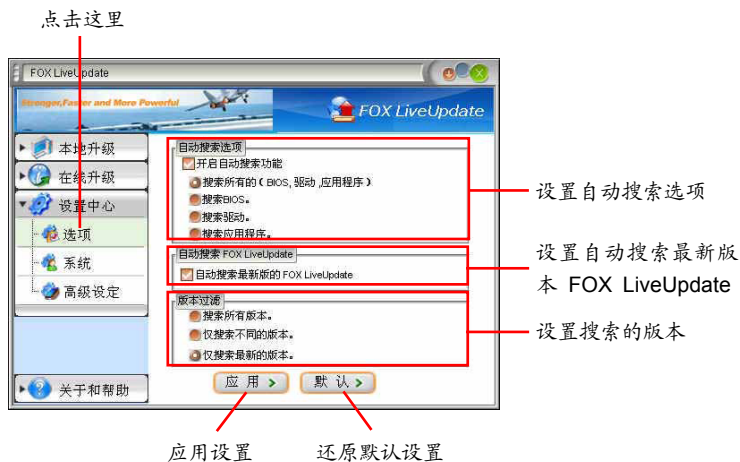 点击这里
FOX LiveUpdate
Stronger,Faster and More Powerful
FOX LiveUpdate
本地升级
在线升级
设置中心
选项
系统
高级设定
关于和帮助
自动搜索选项
开启自动搜索功能
搜索所有的(BIOS,驱动,应用程序)
搜索BIOS。
搜索驱动。
搜索应用程序。
自动搜索 FOX LiveUpdate
自动搜索最新版的 FOX LiveUpdate
版本过滤
搜索所有版本。
仅搜索不同的版本。
仅搜索最新的版本。
应 用
默 认
设置自动搜索选项
设置自动搜索最新版
本 FOX LiveUpdate
设置搜索的版本
应用设置
还原默认设置